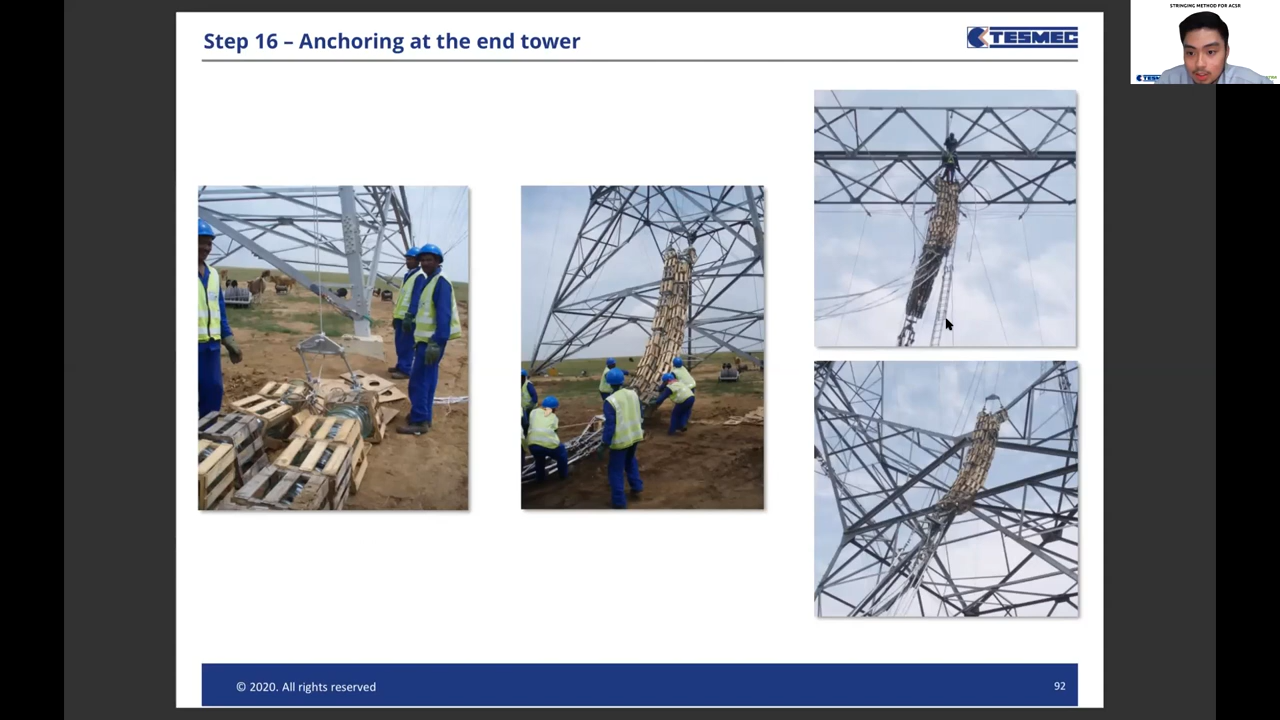 STRINGING METHOD FOR ACSR
Step 16 – Anchoring at the end tower
TESMEC
© 2020. All rights reserved
92